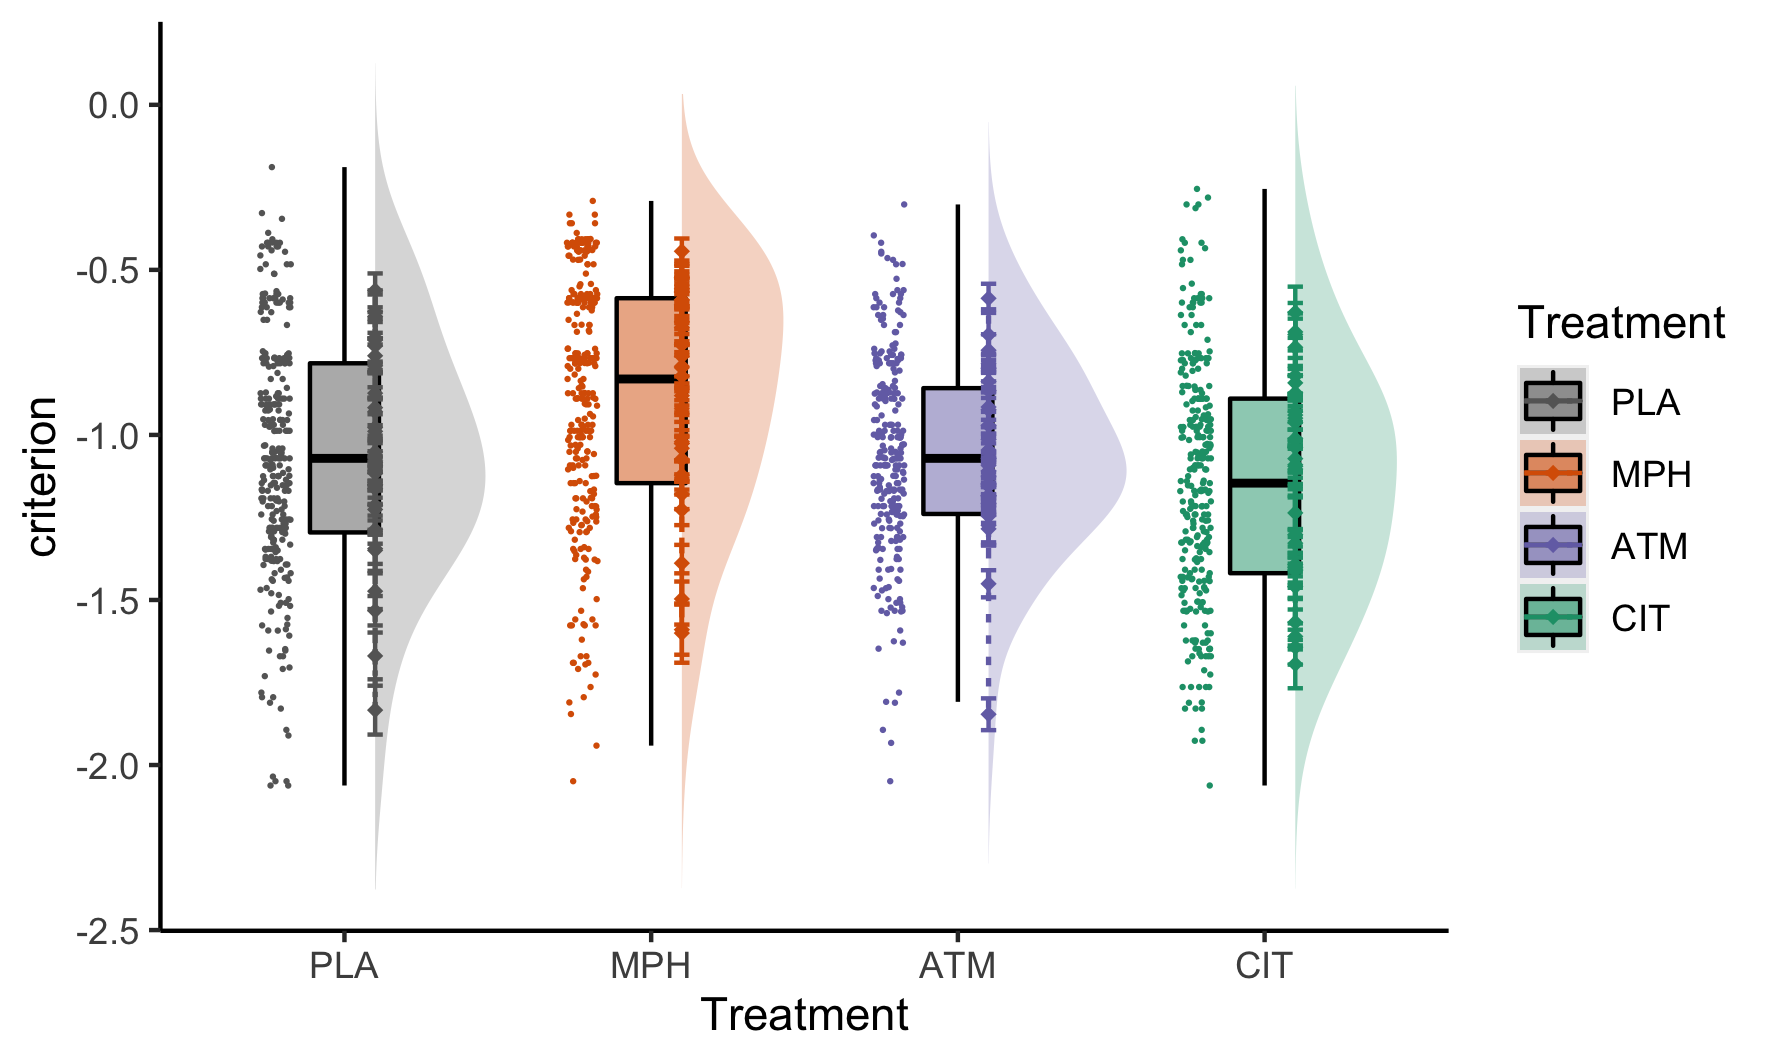 criterion
0.0
-0.5
-1.0
-1.5
-2.0
-2.5
PLA
MPH
ATM
CIT
Treatment
Treatment
PLA
MPH
ATM
CIT